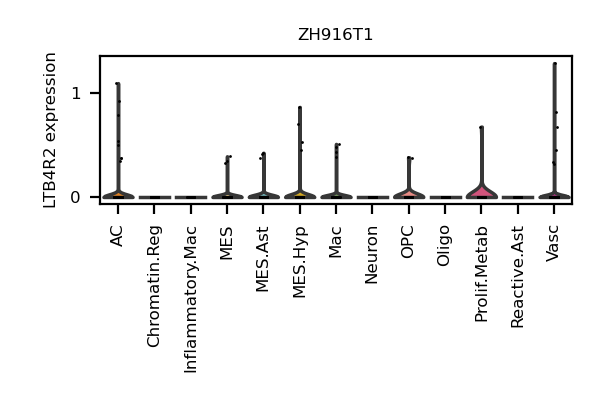 ZH916T1
LTB4R2 expression
1
0
AC
Chromatin.Reg
Inflammatory.Mac
MES
MES.Ast
MES.Hyp
Mac
Neuron
OPC
Oligo
Prolif.Metab
Reactive.Ast
Vasc